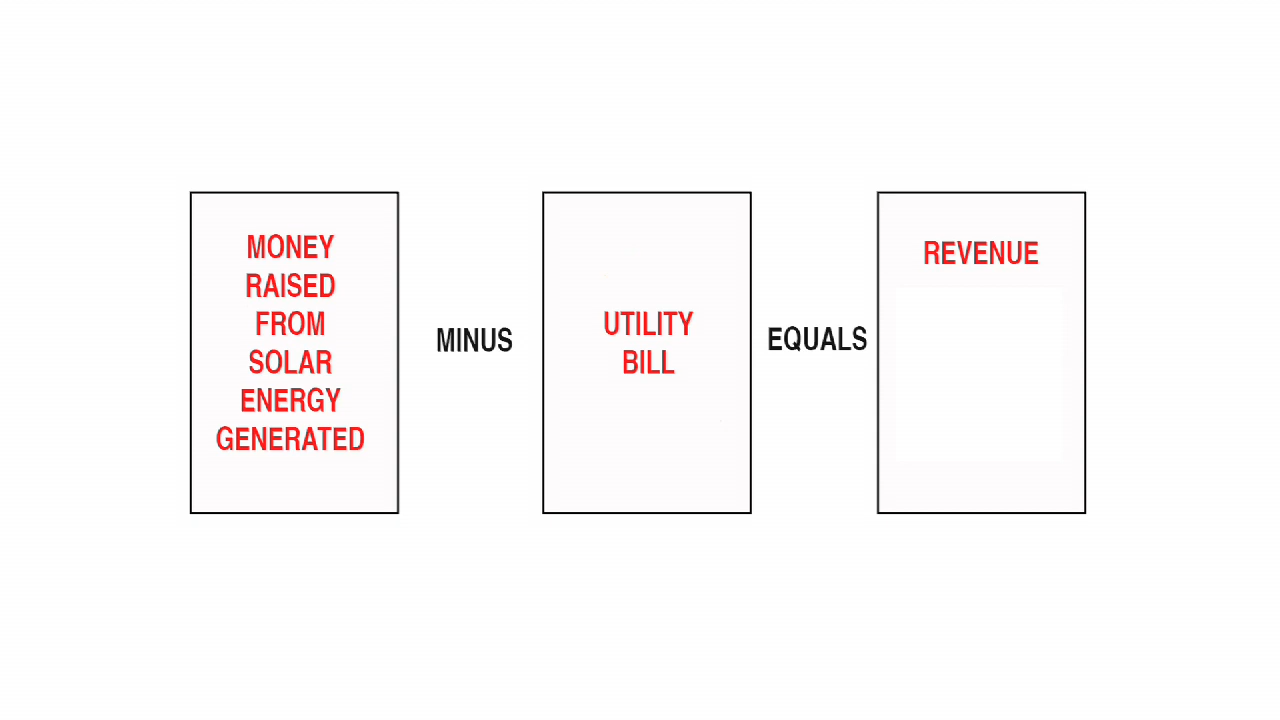 MONEY
RAISED
FROM
SOLAR
ENERGY
GENERATED
MINUS
UTILITY
BILL
EQUALS
REVENUE